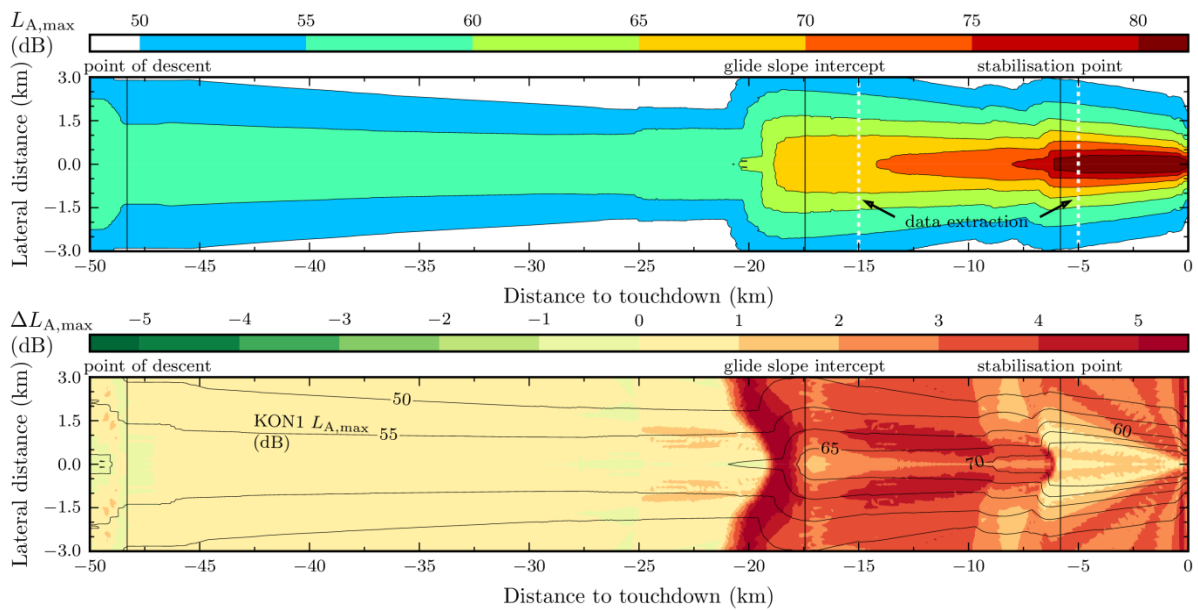 L_A,max
(dB)
50 55 60 65 70 75 80
point of descent glide slope intercept stabilisation point
Lateral distance (km)
3.0
1.5
0.0
−1.5
−3.0
data extraction
−50 −45 −40 −35 −30 −25 −20 −15 −10 −5 0
Distance to touchdown (km)
ΔL_A,max
(dB)
−5 −4 −3 −2 −1 0 1 2 3 4 5
point of descent glide slope intercept stabilisation point
Lateral distance (km)
3.0
1.5
0.0
−1.5
−3.0
KON1 L_A,max
(dB)
50
55
65
70
60
−50 −45 −40 −35 −30 −25 −20 −15 −10 −5 0
Distance to touchdown (km)